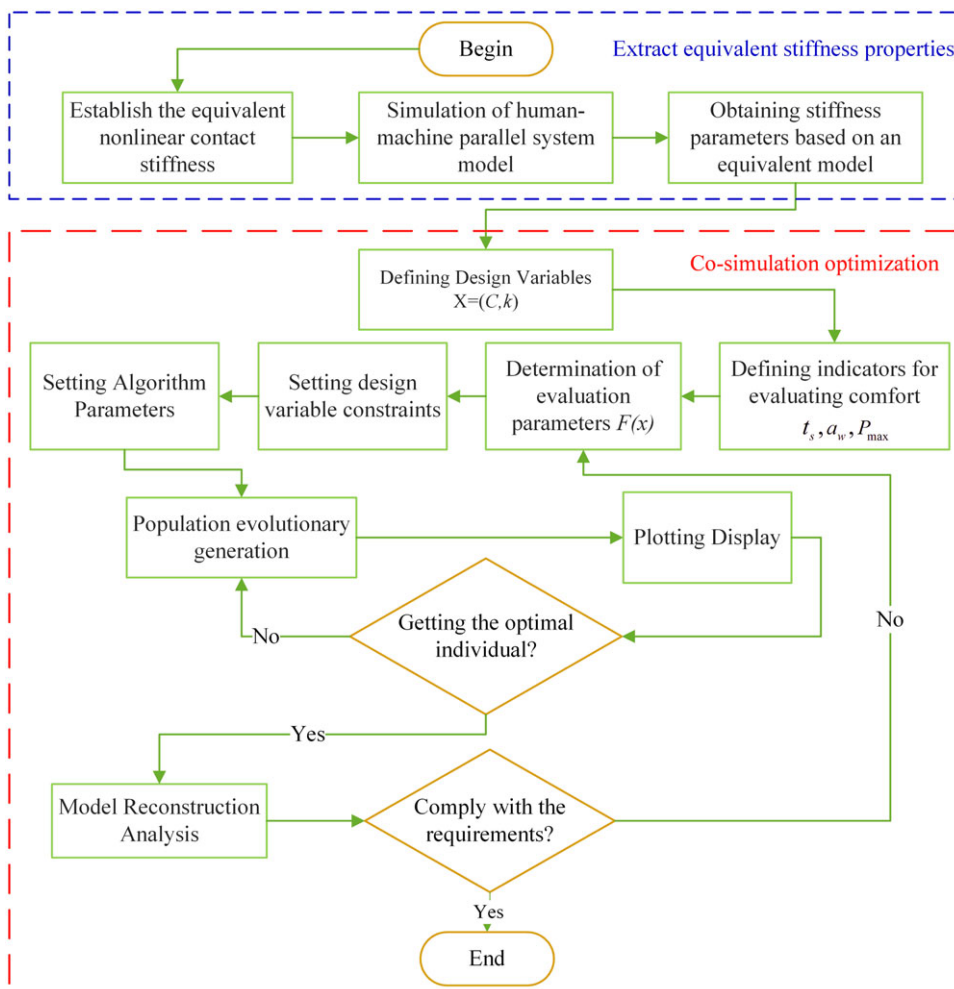 Begin
Extract equivalent stiffness properties
Establish the equivalent
nonlinear contact
stiffness
Simulation of human-
machine parallel system
model
Obtaining stiffness
parameters based on an
equivalent model
Co-simulation optimization
Defining Design Variables
X=(C,k)
Setting Algorithm
Parameters
Setting design
variable constraints
Determination of
evaluation
parameters F(x)
Defining indicators for
evaluating comfort
t_s, a_w, P_max
Population evolutionary
generation
Plotting Display
Getting the optimal
individual?
No
No
Yes
Model Reconstruction
Analysis
Comply with the
requirements?
Yes
End